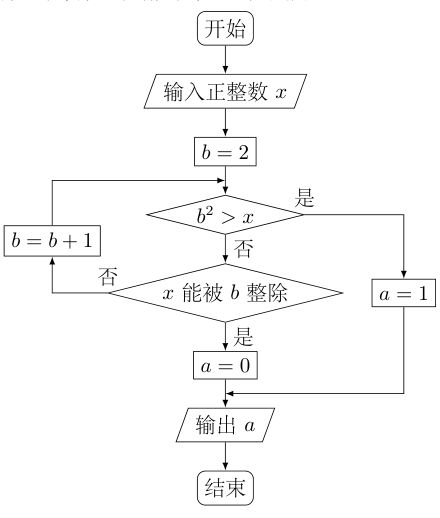 开始
输入正整数 x
b = 2
是
b² > x
b = b + 1
否
否
x 能被 b 整除
a = 1
是
a = 0
输出 a
结束